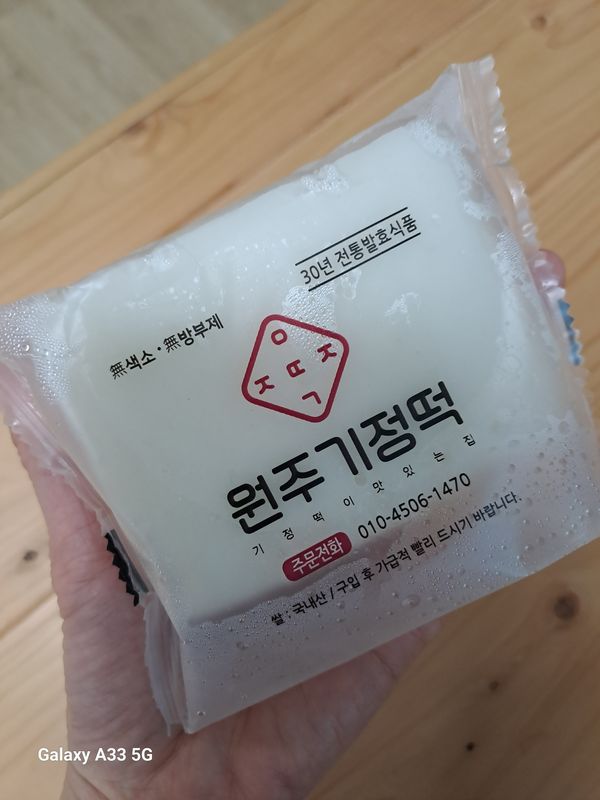 30년 전통발효식품
無색소·無방부제
ㅇ
ㅈ ㄸ ㅈ
ㄱ
원주기정떡
기정떡이맛있는집
주문전화 010-4506-1470
쌀 : 국내산 / 구입 후 가급적 빨리 드시기 바랍니다.
Galaxy A33 5G